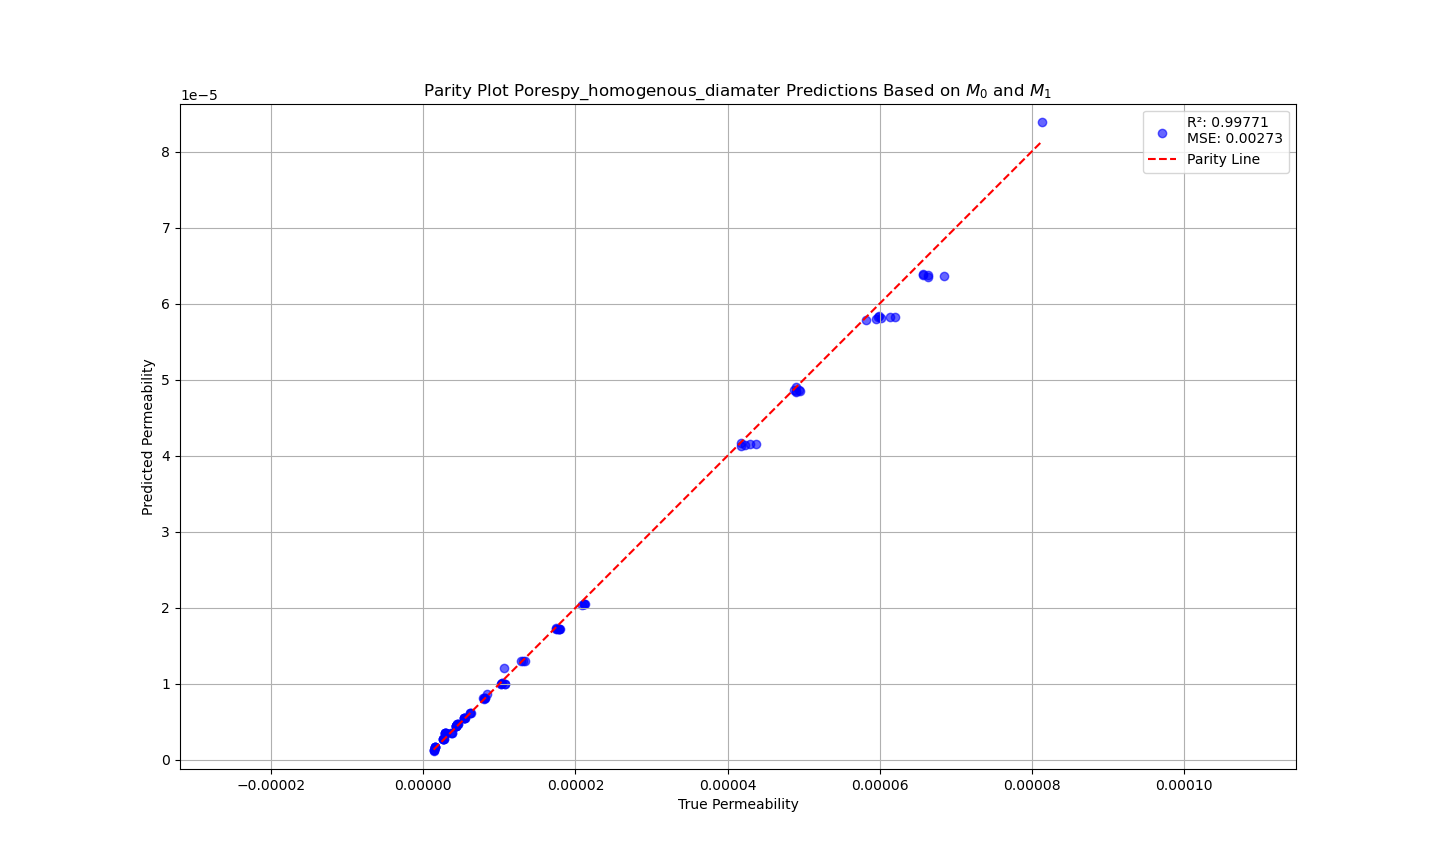 Parity Plot Porespy_homogenous_diamater Predictions Based on M₀ and M₁
1e−5
R²: 0.99771
MSE: 0.00273
Parity Line
8
7
6
5
4
3
2
1
0
Predicted Permeability
−0.00002
0.00000
0.00002
0.00004
0.00006
0.00008
0.00010
True Permeability